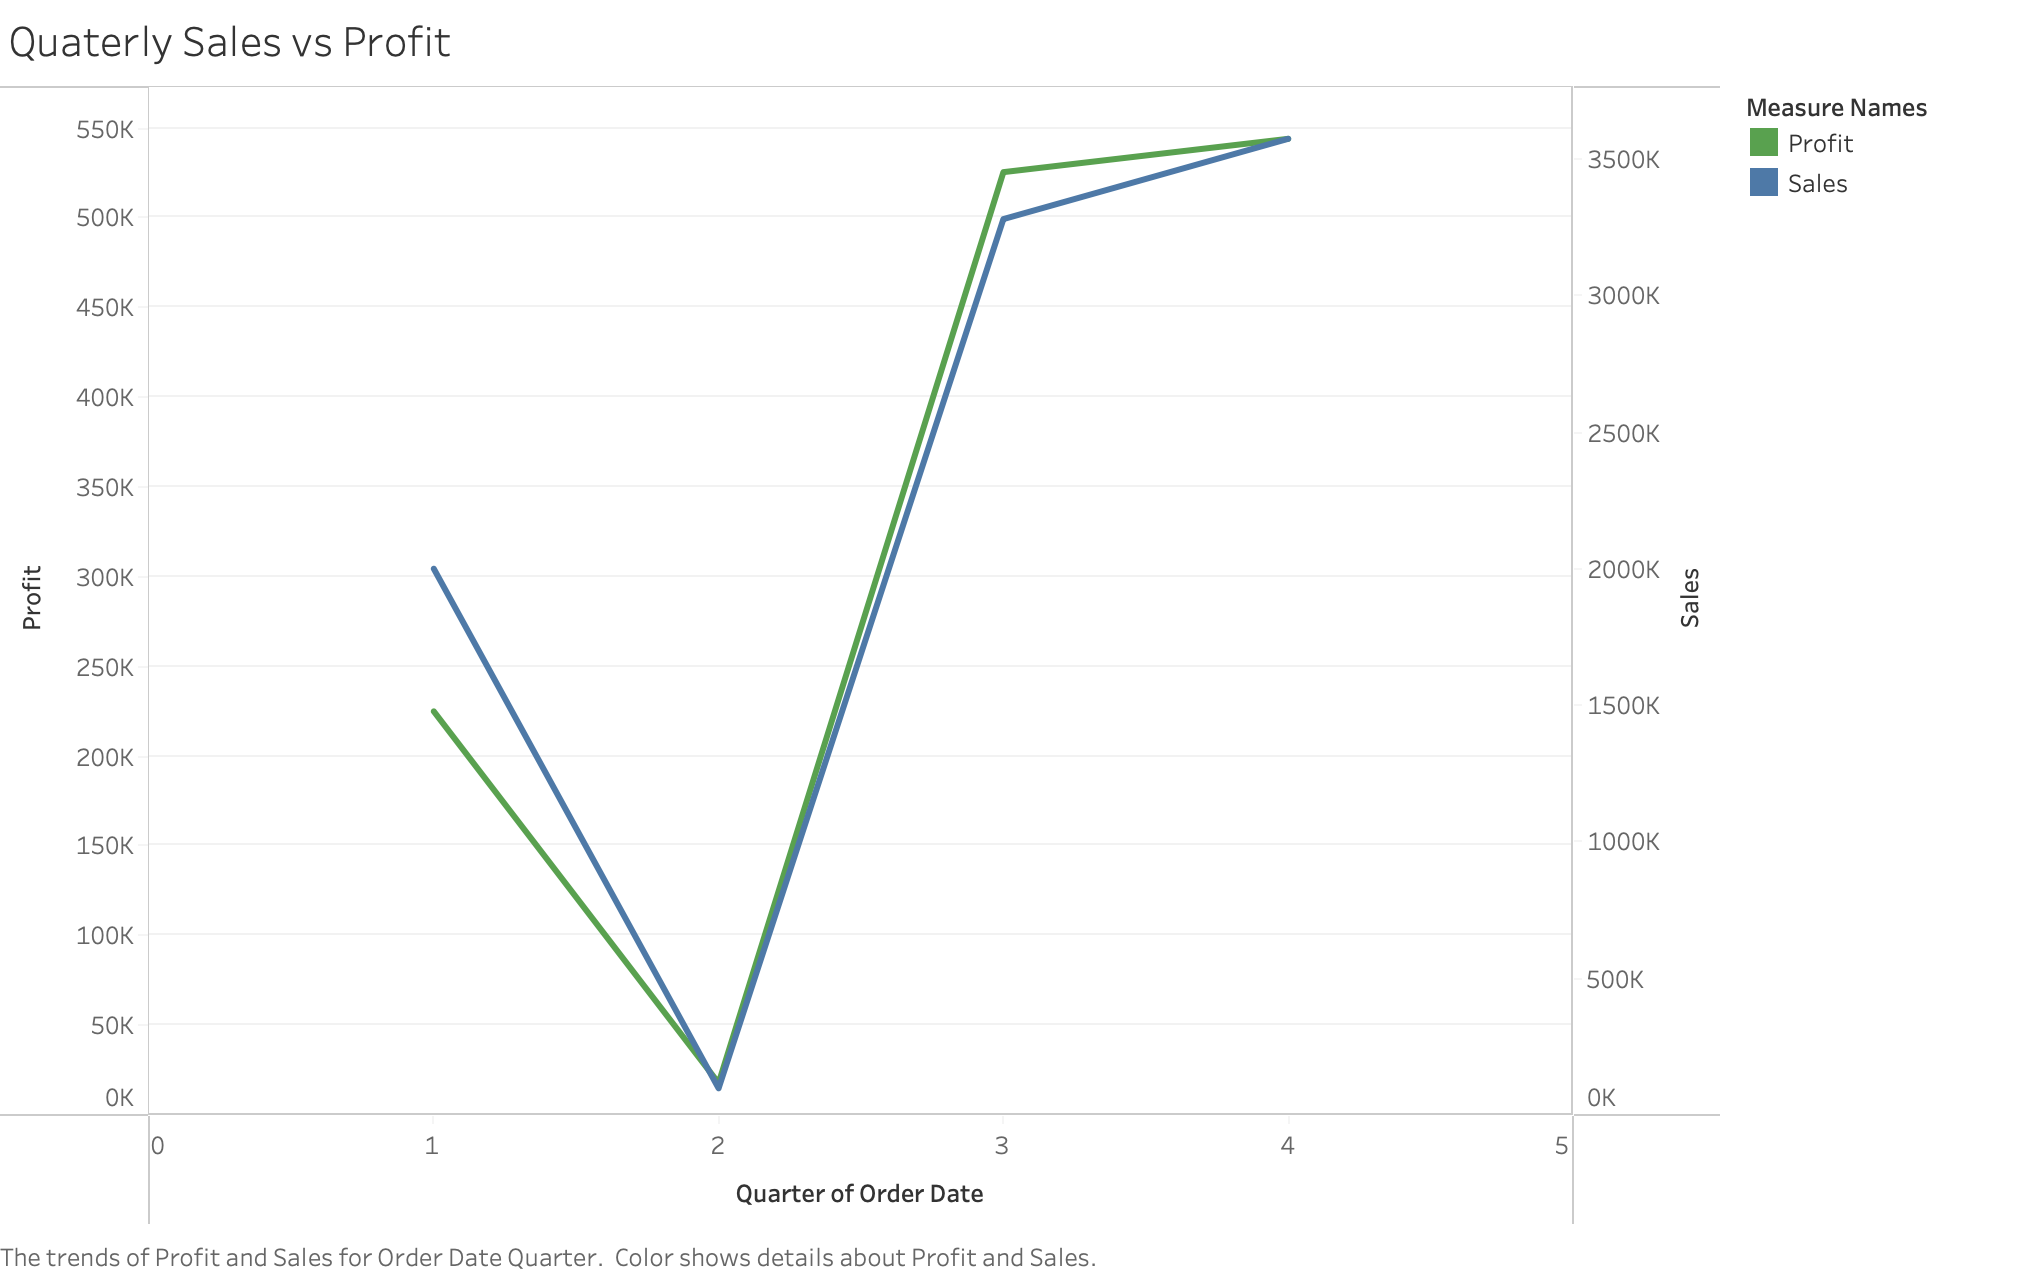 Quaterly Sales vs Profit
Measure Names
Profit
Sales
550K
500K
450K
400K
350K
300K
250K
200K
150K
100K
50K
0K
Profit
3500K
3000K
2500K
2000K
1500K
1000K
500K
0K
Sales
0 1 2 3 4 5
Quarter of Order Date
The trends of Profit and Sales for Order Date Quarter.  Color shows details about Profit and Sales.